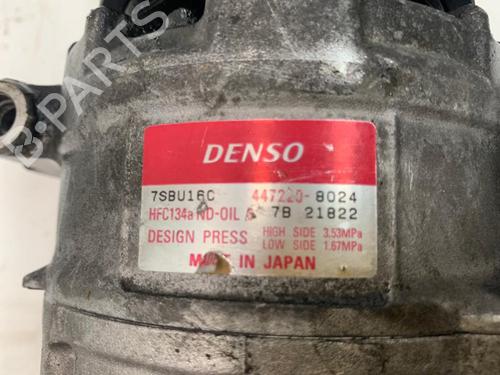 B-PARTS
DENSO
7SBU16C 447220-8024
HFC134a ND-OIL 8 7B 21822
DESIGN PRESS HIGH SIDE 3.53MPa
LOW SIDE 1.67MPa
IN JAPAN